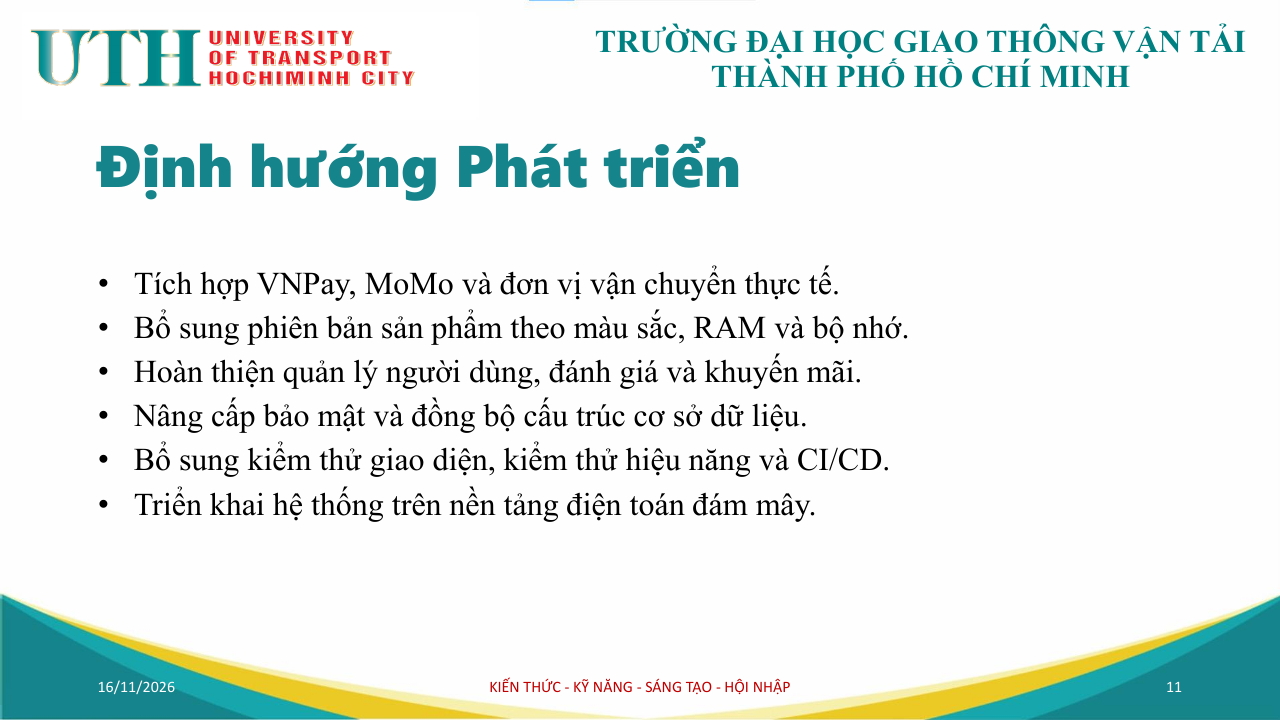 UTH
UNIVERSITY
OF TRANSPORT
HOCHIMINH CITY
TRƯỜNG ĐẠI HỌC GIAO THÔNG VẬN TẢI
THÀNH PHỐ HỒ CHÍ MINH
Định hướng Phát triển
• Tích hợp VNPay, MoMo và đơn vị vận chuyển thực tế.
• Bổ sung phiên bản sản phẩm theo màu sắc, RAM và bộ nhớ.
• Hoàn thiện quản lý người dùng, đánh giá và khuyến mãi.
• Nâng cấp bảo mật và đồng bộ cấu trúc cơ sở dữ liệu.
• Bổ sung kiểm thử giao diện, kiểm thử hiệu năng và CI/CD.
• Triển khai hệ thống trên nền tảng điện toán đám mây.
16/11/2026
KIẾN THỨC - KỸ NĂNG - SÁNG TẠO - HỘI NHẬP
11